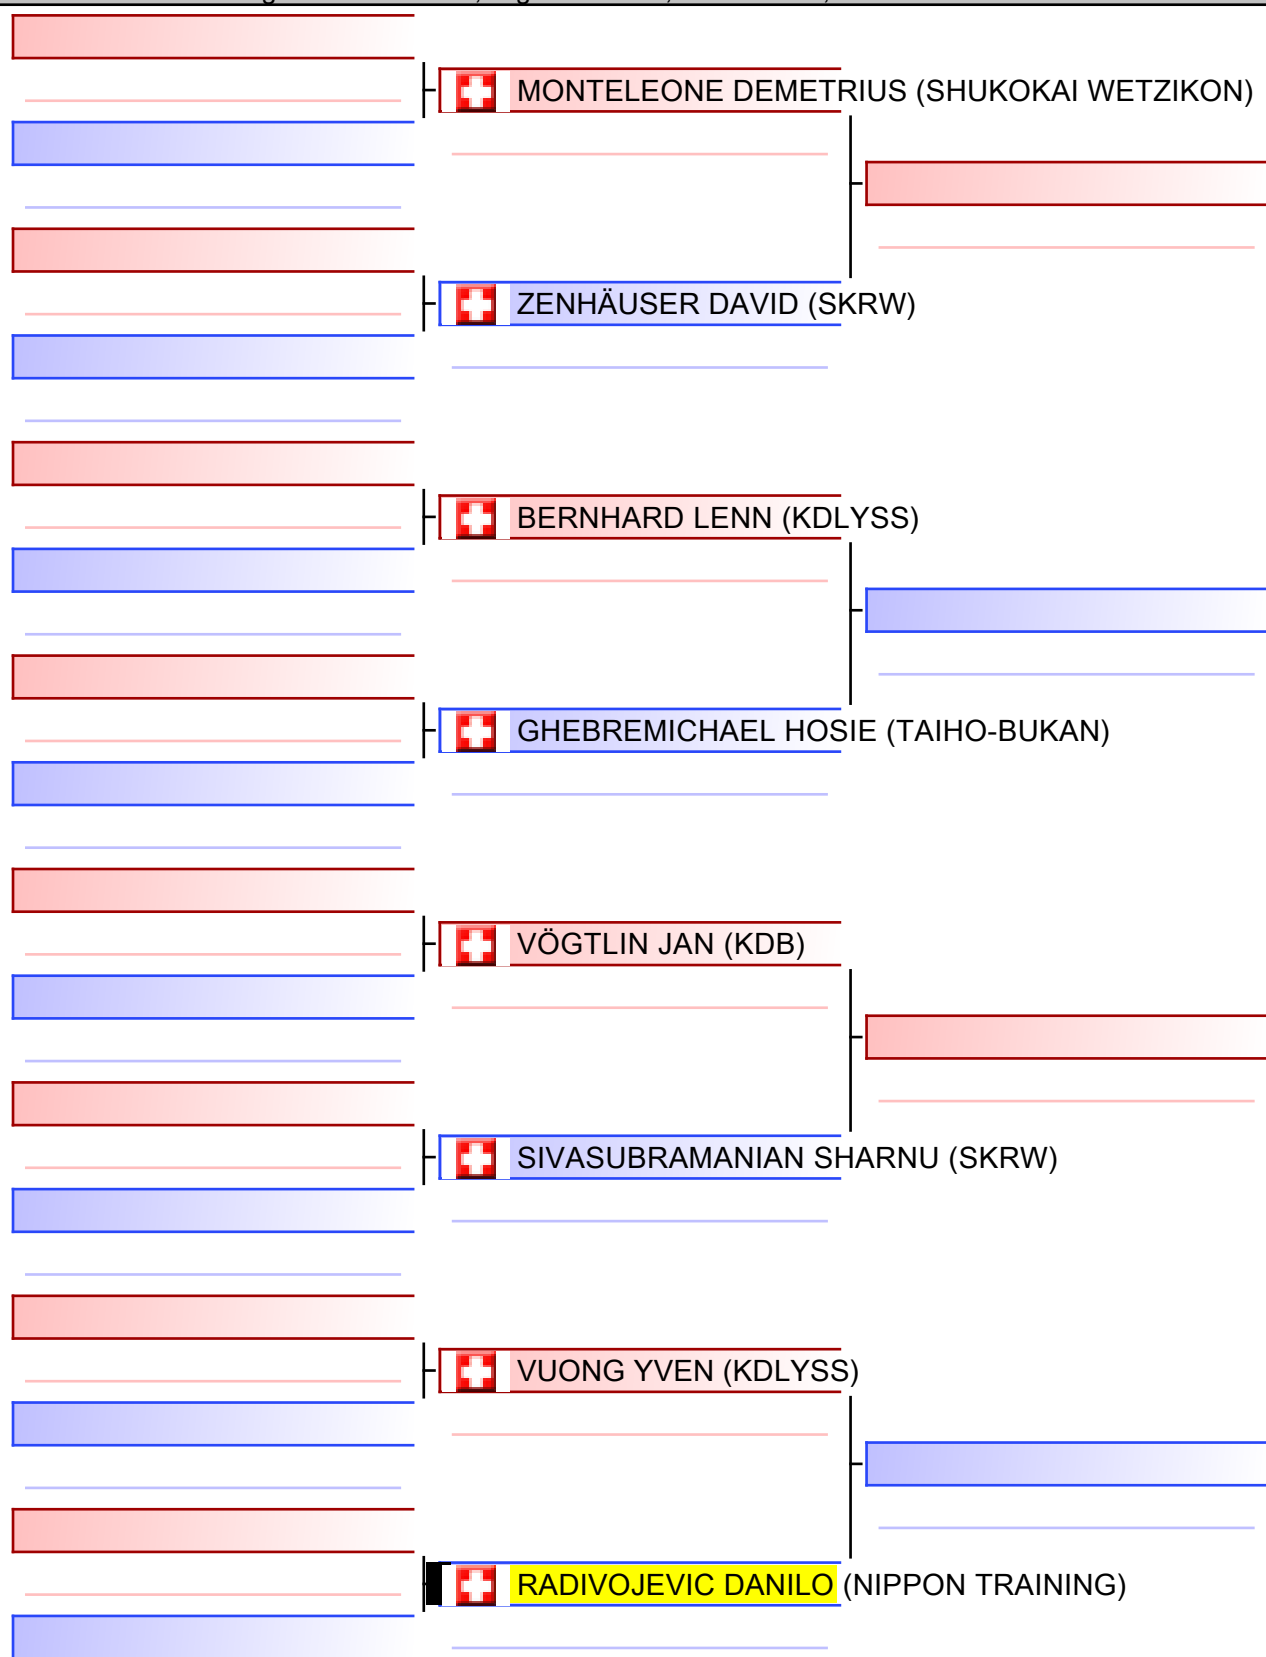 MONTELEONE DEMETRIUS (SHUKOKAI WETZIKON)
ZENHÄUSER DAVID (SKRW)
BERNHARD LENN (KDLYSS)
GHEBREMICHAEL HOSIE (TAIHO-BUKAN)
VÖGTLIN JAN (KDB)
SIVASUBRAMANIAN SHARNU (SKRW)
VUONG YVEN (KDLYSS)
RADIVOJEVIC DANILO (NIPPON TRAINING)